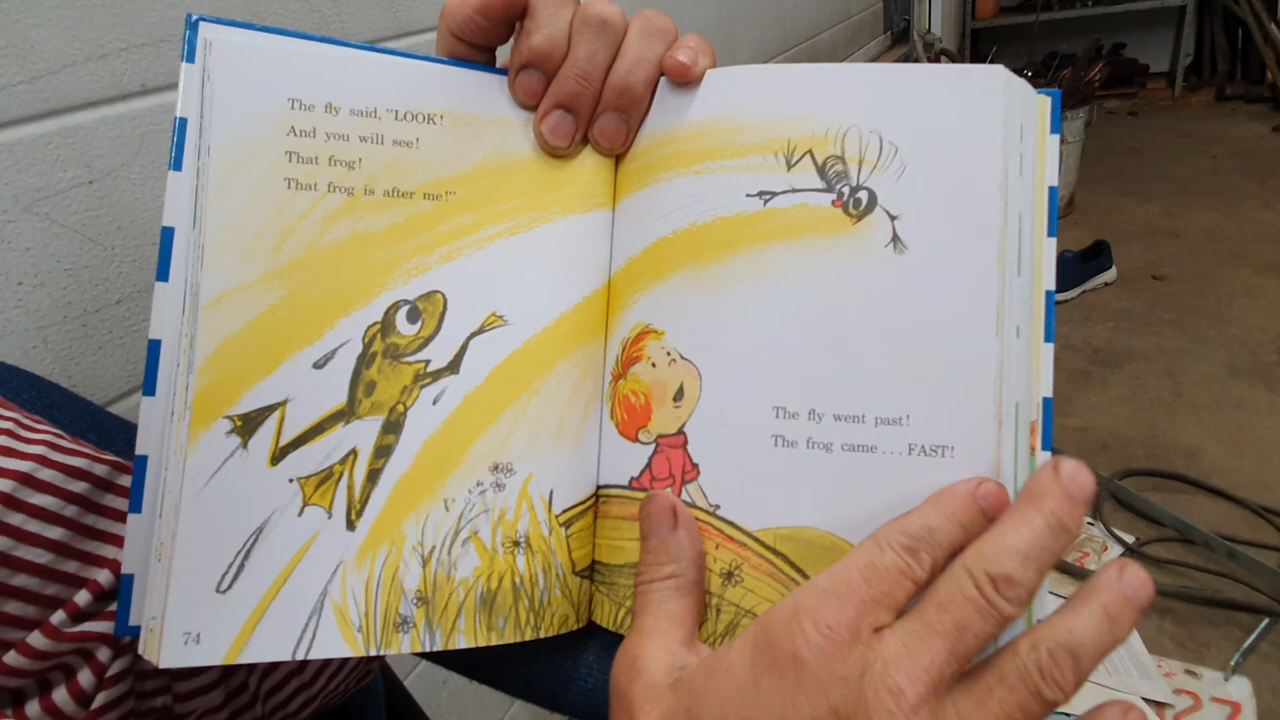 The fly said, "LOOK!
And you will see!
That frog!
That frog is after me!"
74
The fly went past!
The frog came . . . FAST!
27